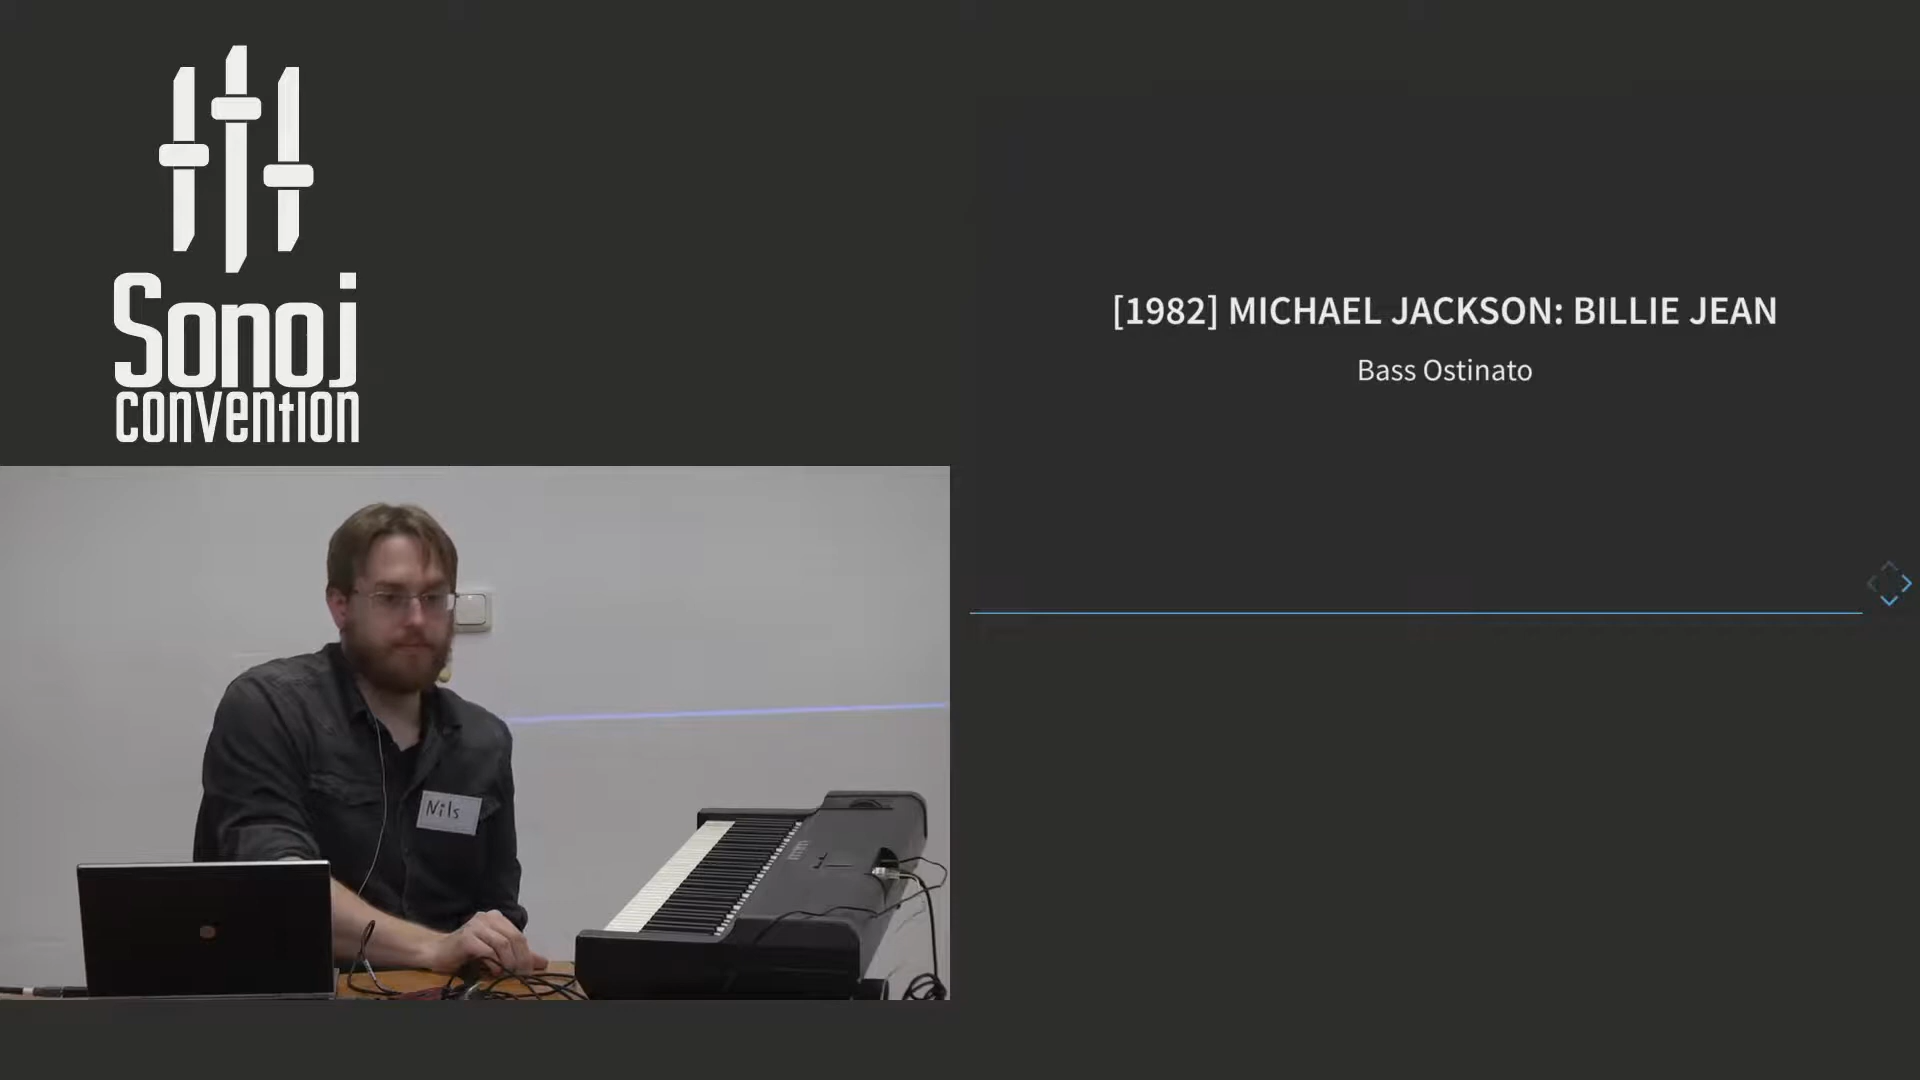 Sonoj
convention
[1982] MICHAEL JACKSON: BILLIE JEAN
Bass Ostinato
Nils